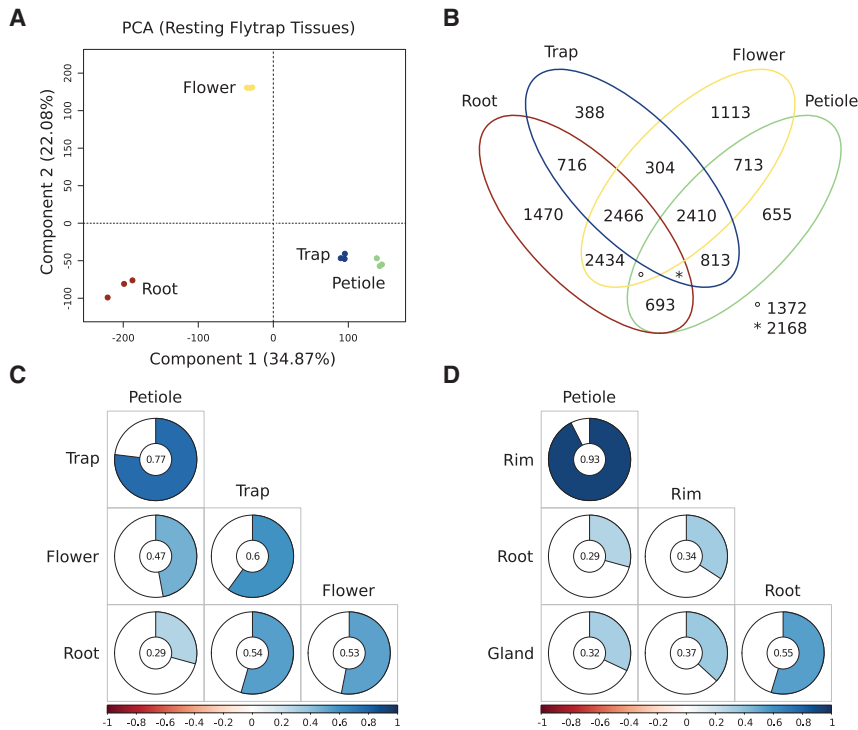 A
PCA (Resting Flytrap Tissues)
Component 2 (22.08%)
200
100
150
50
0
-50
-100
Flower
Trap
Petiole
Root
-200
-100
0
100
Component 1 (34.87%)
B
Trap
Flower
Root
Petiole
388
1113
716
304
713
1470
2466
2410
655
2434
813
° *
693
° 1372
* 2168
C
Petiole
Trap
0.77
Trap
Flower
0.47
0.6
Flower
Root
0.29
0.54
0.53
-1 -0.8 -0.6 -0.4 -0.2 0 0.2 0.4 0.6 0.8 1
D
Petiole
Rim
0.93
Rim
Root
0.29
0.34
Root
Gland
0.32
0.37
0.55
-1 -0.8 -0.6 -0.4 -0.2 0 0.2 0.4 0.6 0.8 1